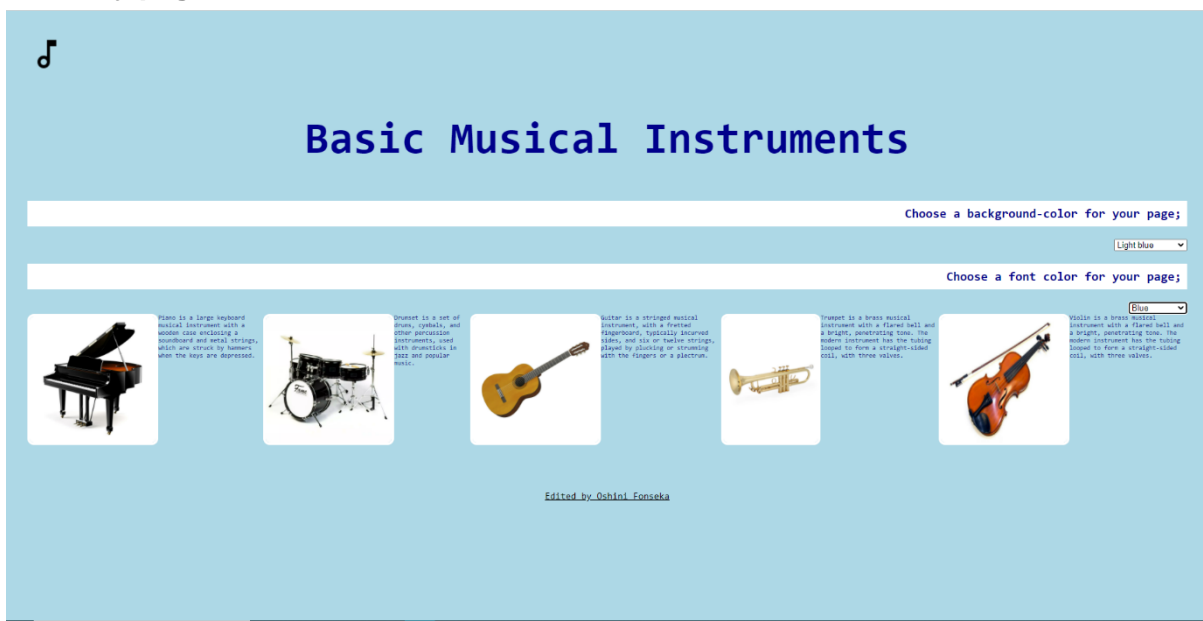 Basic Musical Instruments
Choose a background-color for your page;
Light blue
Choose a font color for your page;
Blue
Piano is a large keyboard
musical instrument with a
wooden case enclosing a
soundboard and metal strings,
which are struck by hammers
when the keys are depressed.
Drumset is a set of
drums, cymbals, and
other percussion
instruments, used
with drumsticks in
jazz and popular
music.
Guitar is a stringed musical
instrument, with a fretted
fingerboard, typically incurved
sides, and six or twelve strings,
played by plucking or strumming
with the fingers or a plectrum.
Trumpet is a brass musical
instrument with a flared bell and
a bright, penetrating tone. The
modern instrument has the tubing
looped to form a straight-sided
coil, with three valves.
Violin is a brass musical
instrument with a flared bell and
a bright, penetrating tone. The
modern instrument has the tubing
looped to form a straight-sided
coil, with three valves.
Edited by Oshini Fonseka